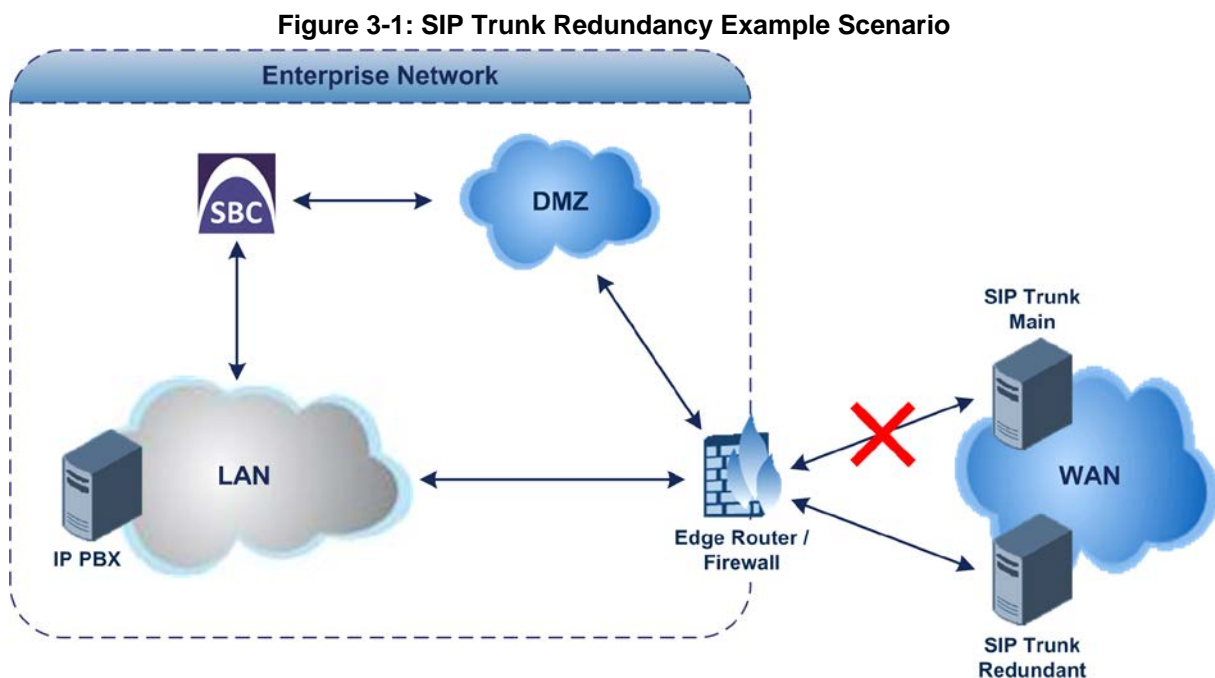 Figure 3-1: SIP Trunk Redundancy Example Scenario
Enterprise Network
SBC
DMZ
SIP Trunk
Main
LAN
WAN
IP PBX
Edge Router /
Firewall
SIP Trunk
Redundant